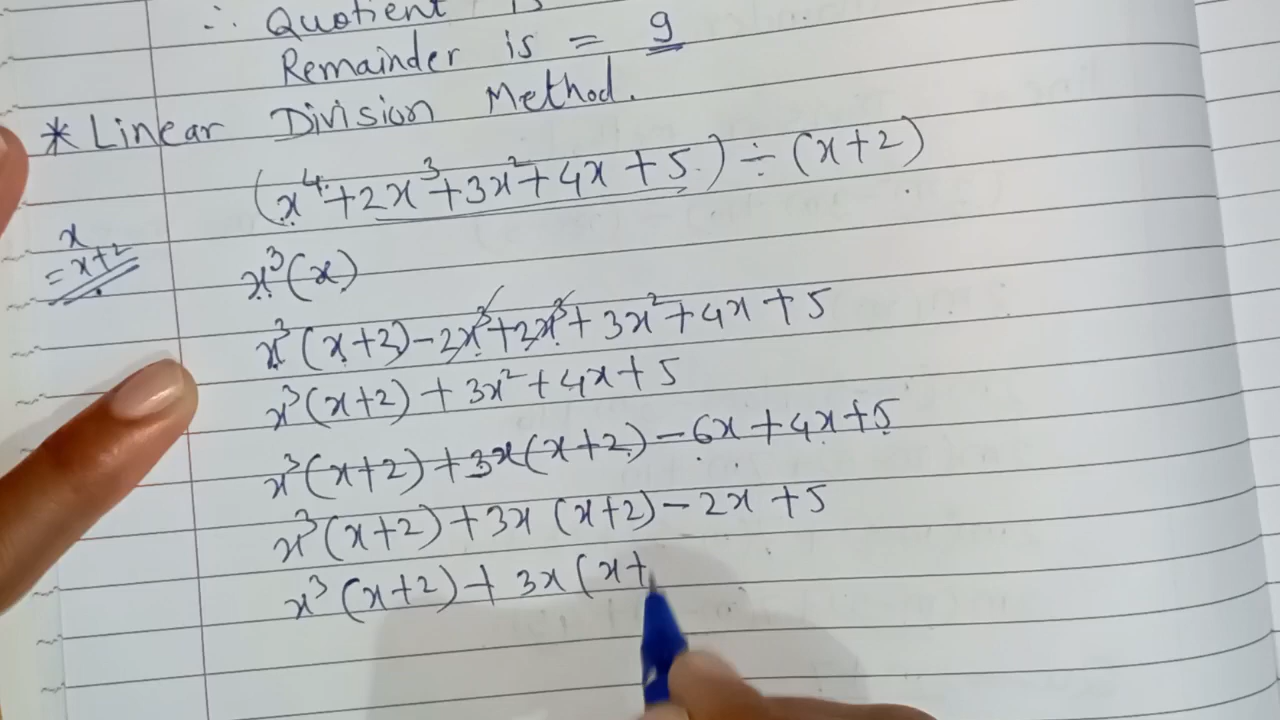 ∴ Quotient is
Remainder is = 9
* Linear Division Method.
(x⁴+2x³+3x²+4x+5) ÷ (x+2)
x
= x+2
x³(x)
x³(x+2)-2x³+2x³+3x²+4x+5
x³(x+2)+3x²+4x+5
x³(x+2)+3x(x+2)-6x+4x+5
x³(x+2)+3x(x+2)-2x+5
x³(x+2)+3x(x+